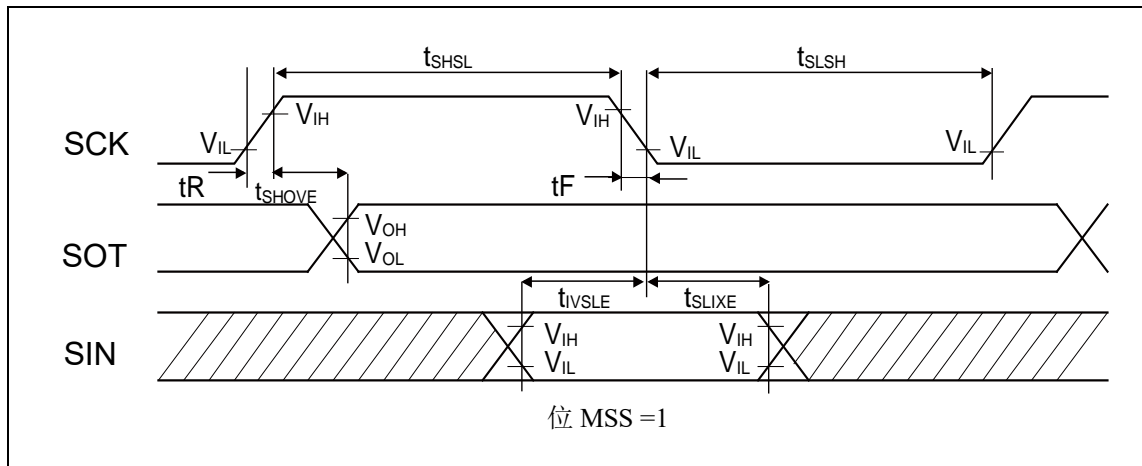 tSHSL
tSLSH
SCK
VIL
VIH
VIH
VIL
VIL
tR
tSHOVE
tF
SOT
VOH
VOL
tIVSLE
tSLIXE
SIN
VIH
VIL
VIH
VIL
位 MSS =1